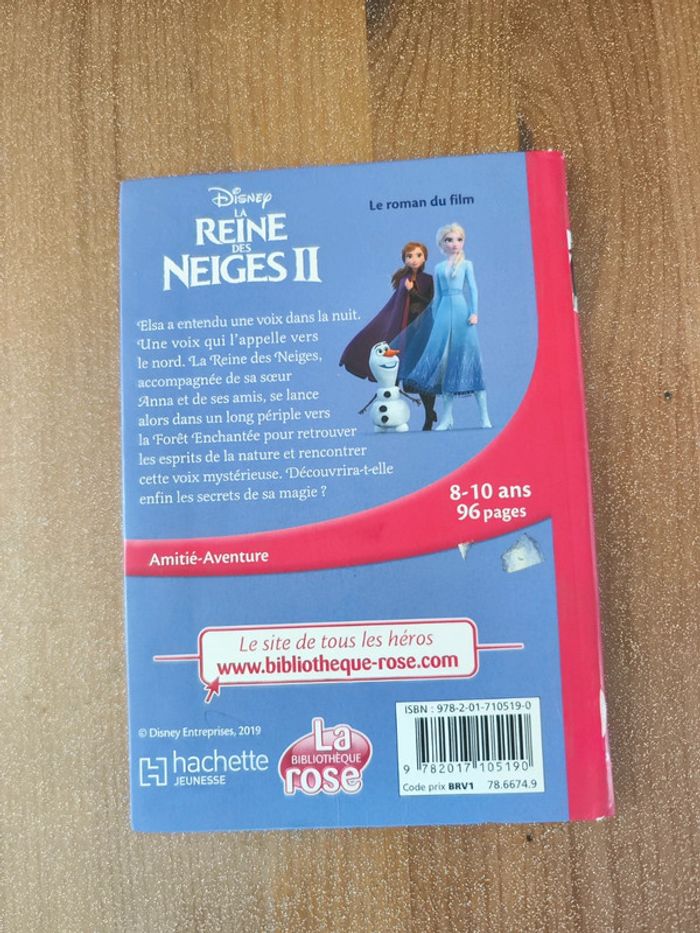 Disney
LA
REINE
DES
NEIGES II
Le roman du film
Elsa a entendu une voix dans la nuit.
Une voix qui l'appelle vers
le nord. La Reine des Neiges,
accompagnée de sa sœur
Anna et de ses amis, se lance
alors dans un long périple vers
la Forêt Enchantée pour retrouver
les esprits de la nature et rencontrer
cette voix mystérieuse. Découvrira-t-elle
enfin les secrets de sa magie ?
8-10 ans
96 pages
Amitié-Aventure
Le site de tous les héros
www.bibliotheque-rose.com
ISBN : 978-2-01-710519-0
© Disney Entreprises, 2019
hachette
JEUNESSE
La
BIBLIOTHÈQUE
rose
9 782017 105190
Code prix BRV1 78.6674.9